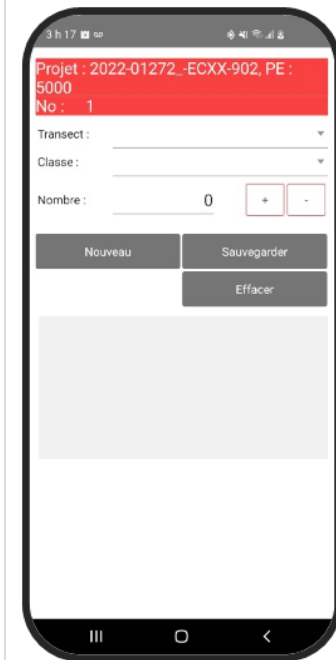 3 h 17
Projet : 2022-01272_-ECXX-902, PE :
5000
No : 1
Transect :
Classe :
Nombre : 0 + -
Nouveau Sauvegarder
Effacer